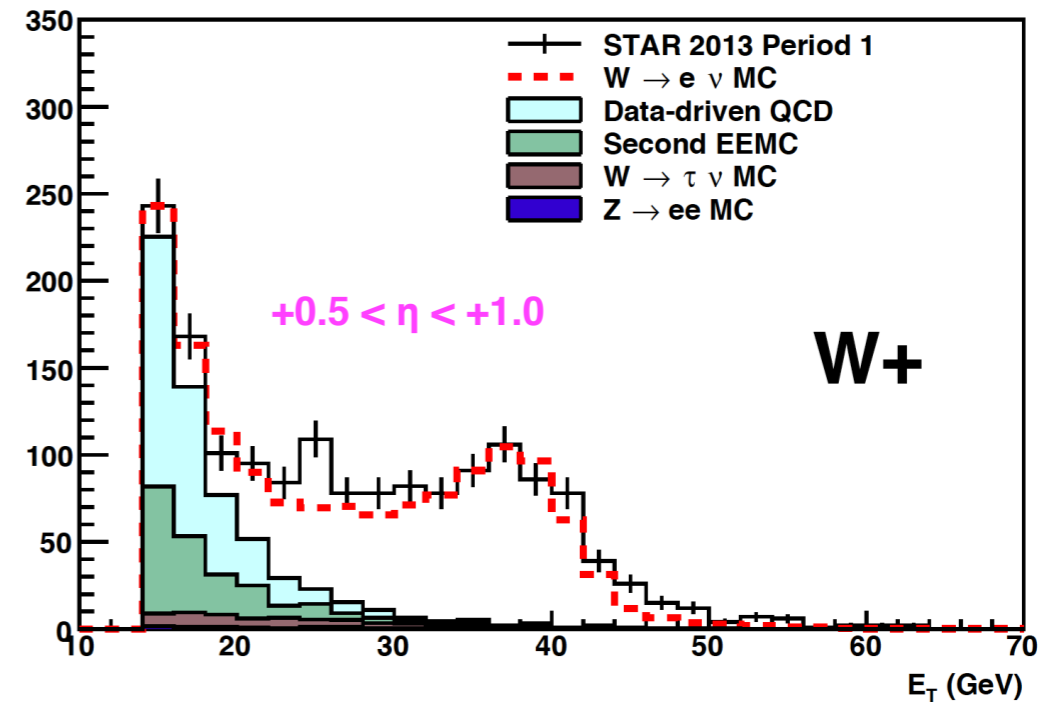 350
300
250
200
150
100
50
0
STAR 2013 Period 1
W → e ν MC
Data-driven QCD
Second EEMC
W → τ ν MC
Z → ee MC
+0.5 < η < +1.0
W+
10 20 30 40 50 60 70
E_T (GeV)